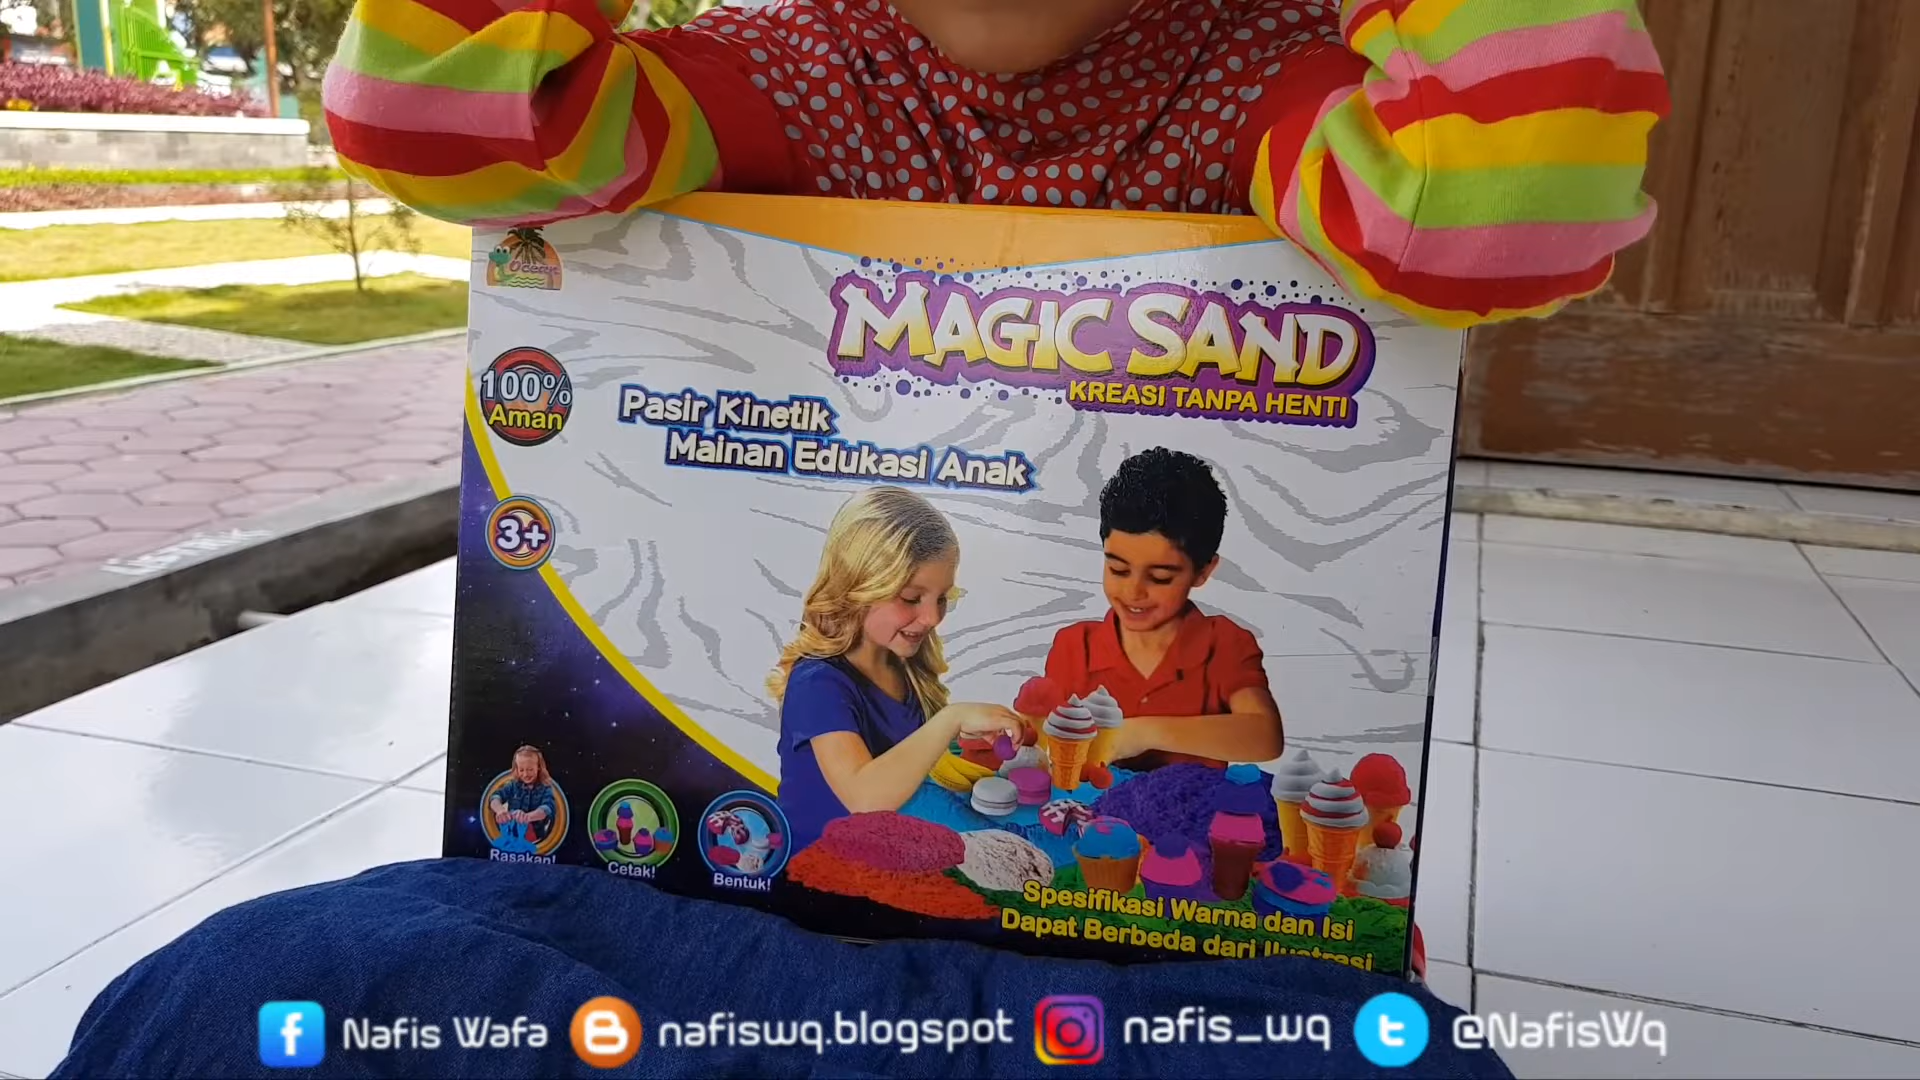 Ocean
MAGIC SAND
KREASI TANPA HENTI
100%
Aman
Pasir Kinetik
Mainan Edukasi Anak
3+
Rasakan!
Cetak!
Bentuk!
Spesifikasi Warna dan Isi
Dapat Berbeda dari Ilustrasi
Nafis Wafa
nafiswq.blogspot
nafis_wq
@NafisWq